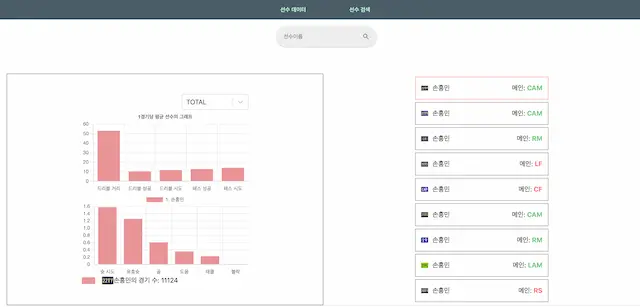 선수 데이터 선수 검색
선수이름
TOTAL
1경기당 평균 선수의 그래프
60
50
40
30
20
10
0
드리블 거리 드리블 성공 드리블 시도 패스 성공 패스 시도
1. 손흥민
1.6
1.4
1.2
1.0
0.8
0.6
0.4
0.2
0
슛 시도 유효슛 골 도움 태클 블락
손흥민의 경기 수: 11124
손흥민 메인: CAM
손흥민 메인: CAM
손흥민 메인: RM
손흥민 메인: LF
손흥민 메인: CF
손흥민 메인: CAM
손흥민 메인: RM
손흥민 메인: LAM
손흥민 메인: RS